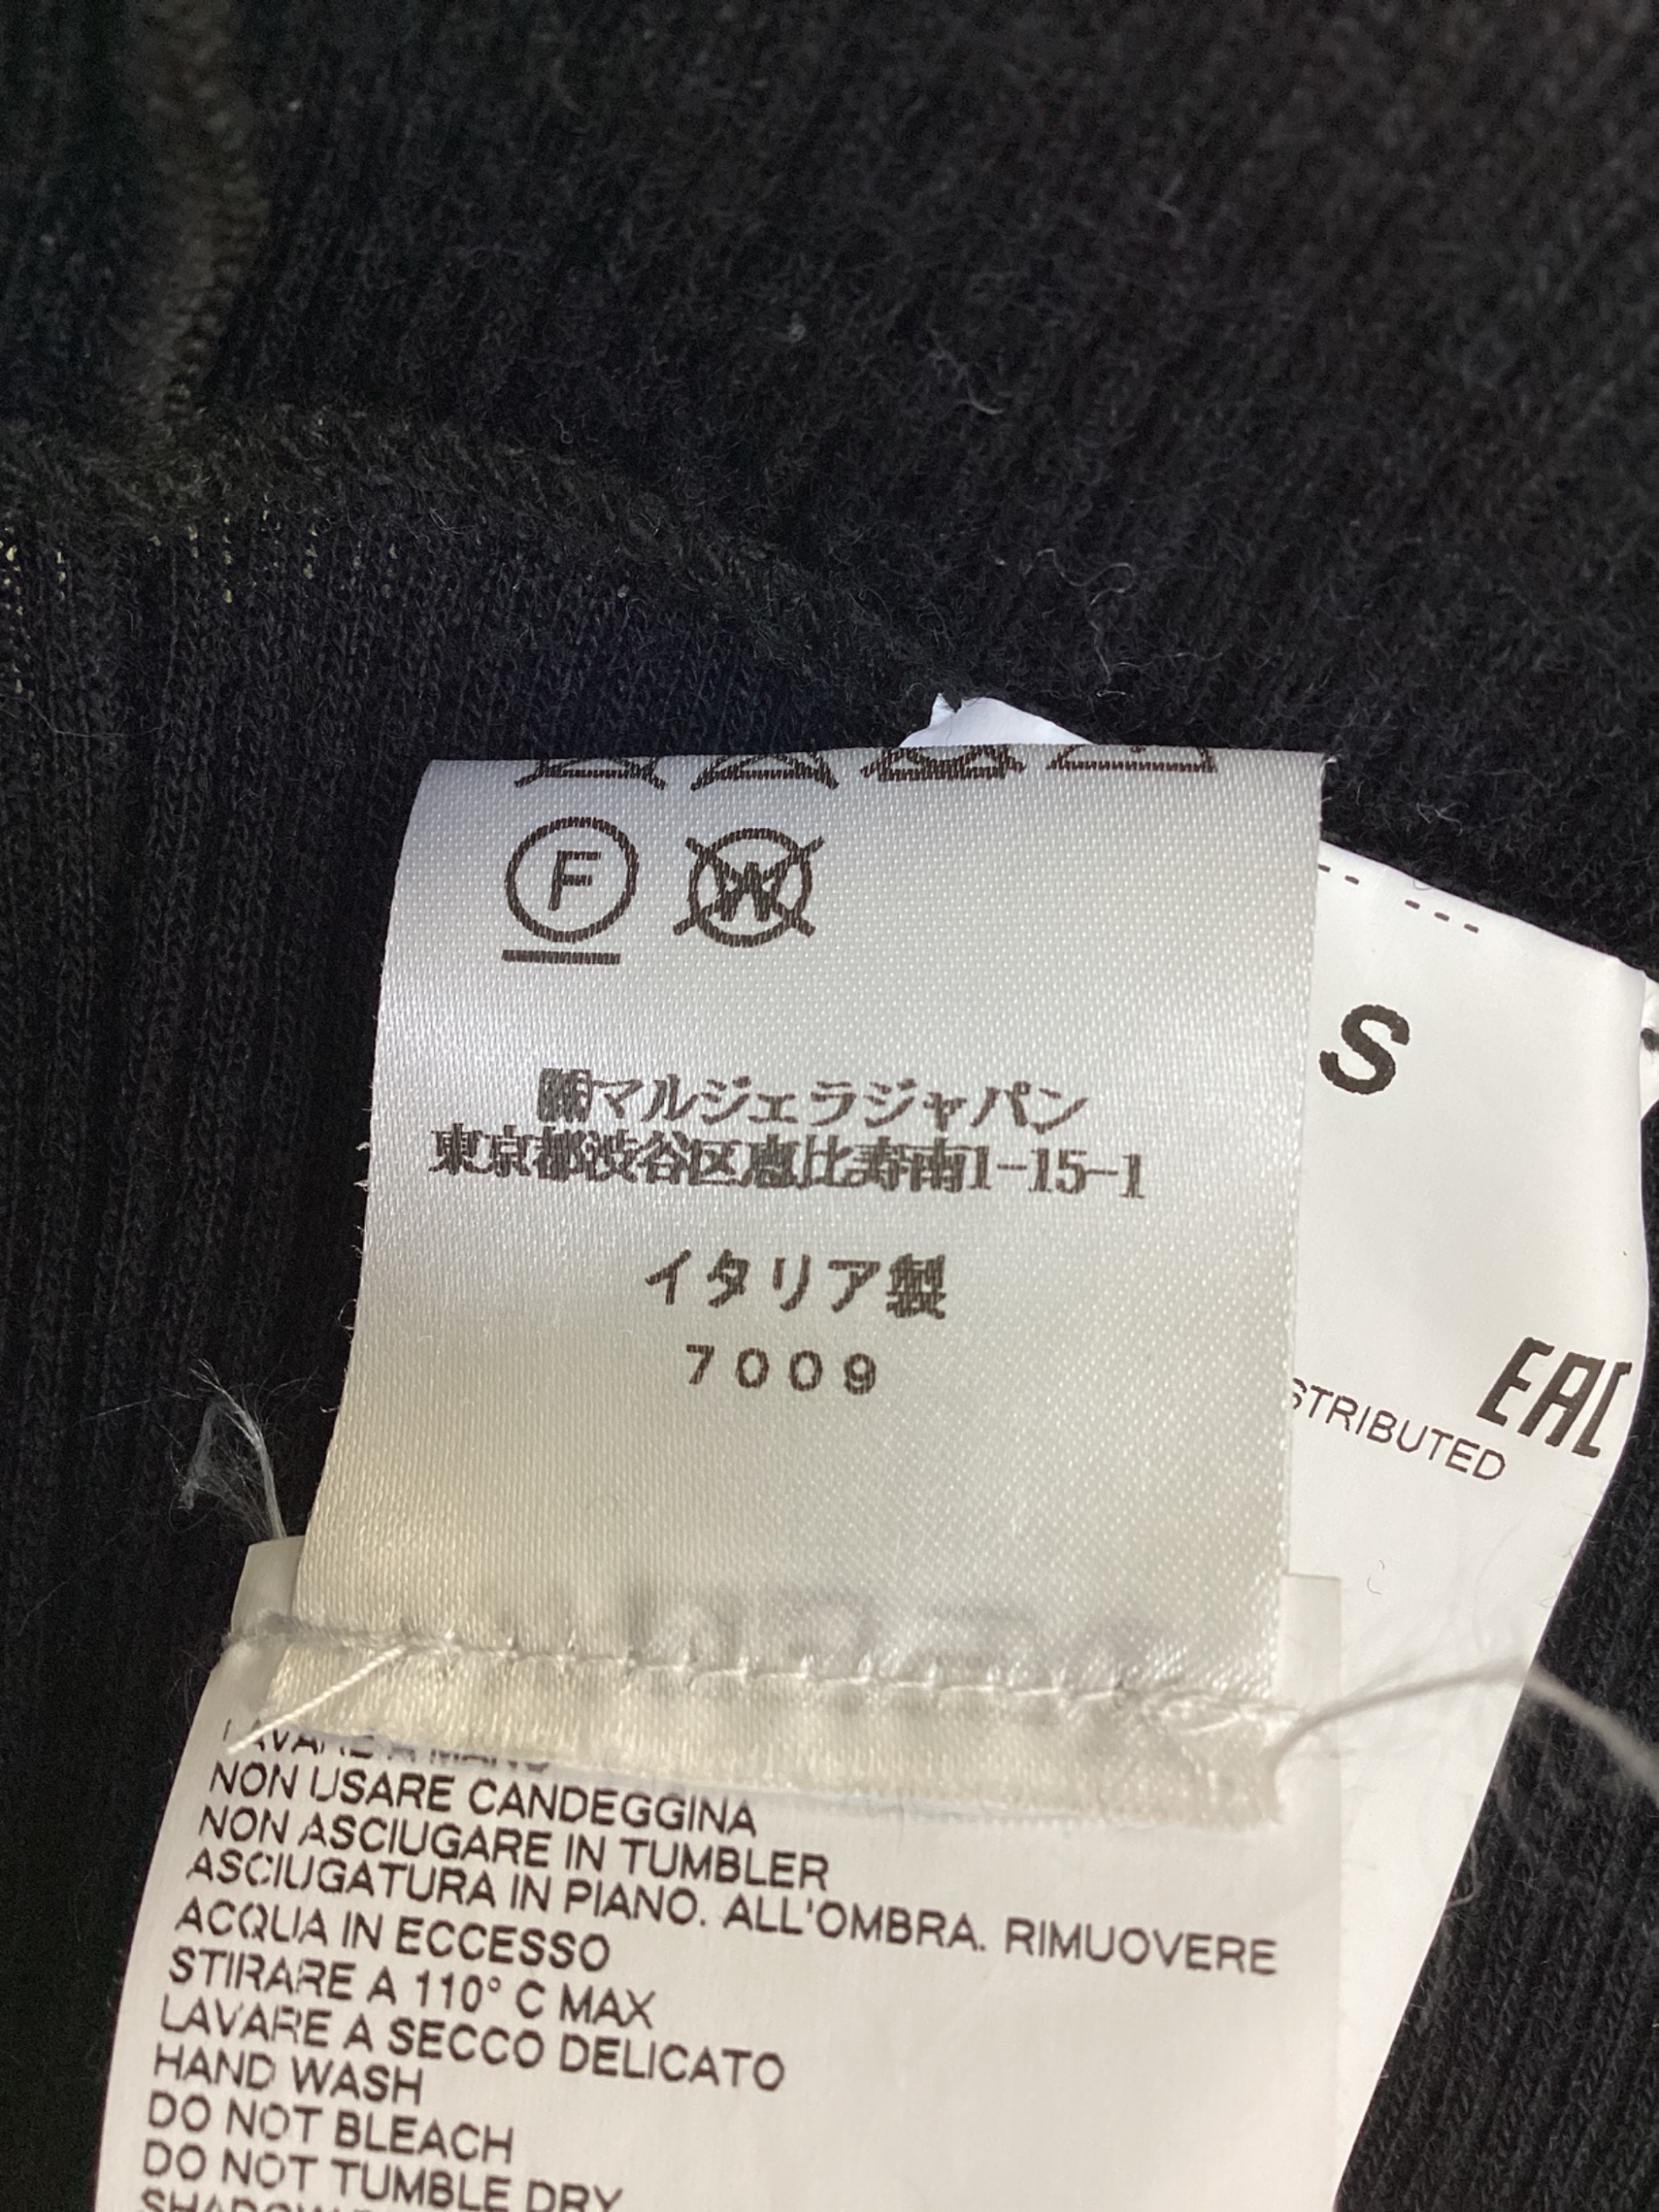 F W
㈱マルジェラジャパン
東京都渋谷区恵比寿南1-15-1
イタリア製
7009
S
EAC
STRIBUTED
LAVARE A MANO
NON USARE CANDEGGINA
NON ASCIUGARE IN TUMBLER
ASCIUGATURA IN PIANO. ALL'OMBRA. RIMUOVERE
ACQUA IN ECCESSO
STIRARE A 110° C MAX
LAVARE A SECCO DELICATO
HAND WASH
DO NOT BLEACH
DO NOT TUMBLE DRY